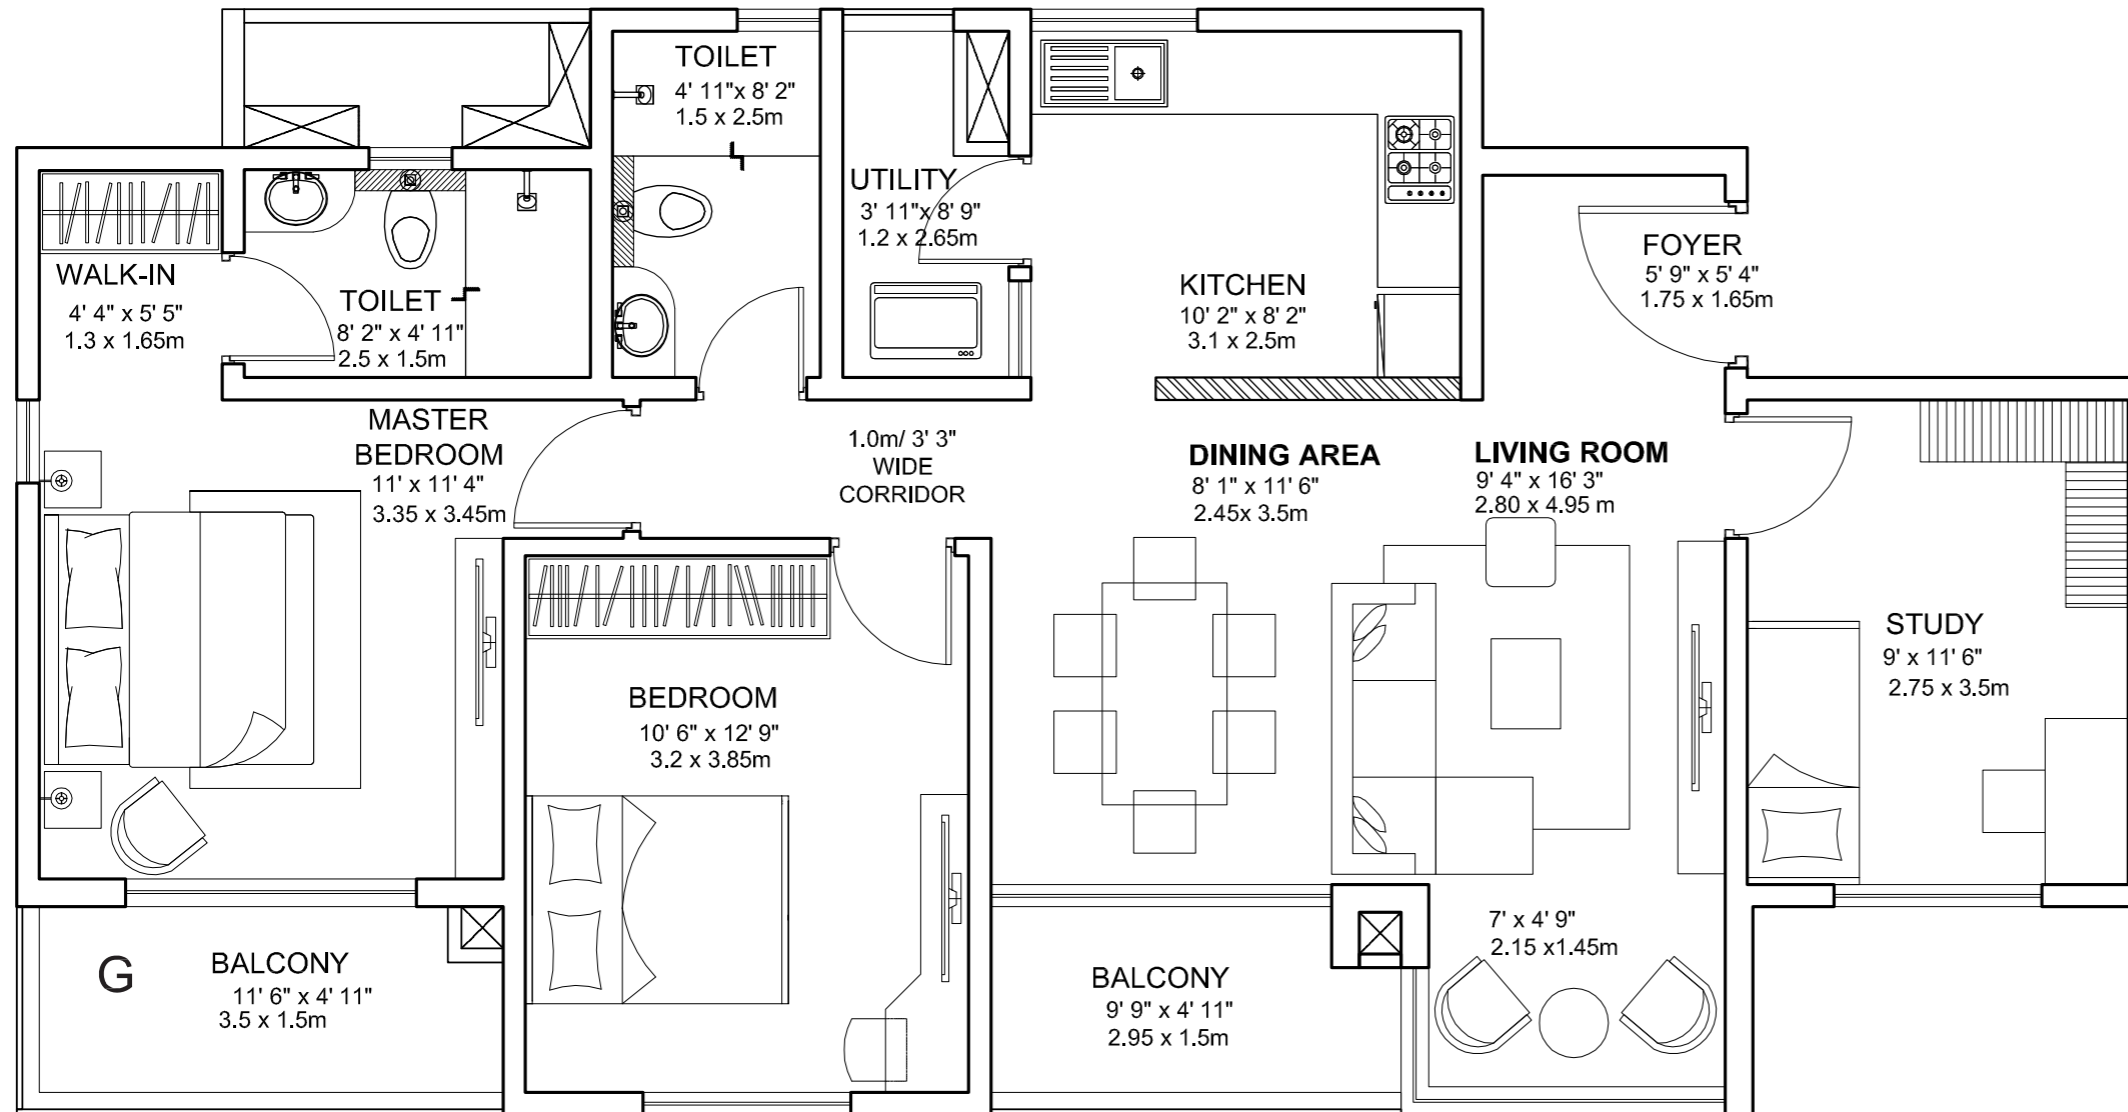 TOILET
4' 11"x 8' 2"
1.5 x 2.5m
UTILITY
3' 11"x 8' 9"
1.2 x 2.65m
WALK-IN
4' 4" x 5' 5"
1.3 x 1.65m
TOILET
8' 2" x 4' 11"
2.5 x 1.5m
KITCHEN
10' 2" x 8' 2"
3.1 x 2.5m
FOYER
5' 9" x 5' 4"
1.75 x 1.65m
MASTER
BEDROOM
11' x 11' 4"
3.35 x 3.45m
1.0m/ 3' 3"
WIDE
CORRIDOR
DINING AREA
8' 1" x 11' 6"
2.45x 3.5m
LIVING ROOM
9' 4" x 16' 3"
2.80 x 4.95 m
STUDY
9' x 11' 6"
2.75 x 3.5m
BEDROOM
10' 6" x 12' 9"
3.2 x 3.85m
G
BALCONY
11' 6" x 4' 11"
3.5 x 1.5m
BALCONY
9' 9" x 4' 11"
2.95 x 1.5m
7' x 4' 9"
2.15 x1.45m